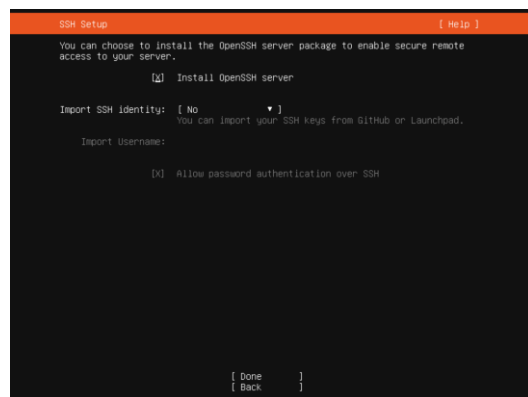 SSH Setup [ Help ]
You can choose to install the OpenSSH server package to enable secure remote
access to your server.
[X] Install OpenSSH server
Import SSH identity: [ No ▾ ]
You can import your SSH keys from GitHub or Launchpad.
Import Username:
[X] Allow password authentication over SSH
[ Done ]
[ Back ]